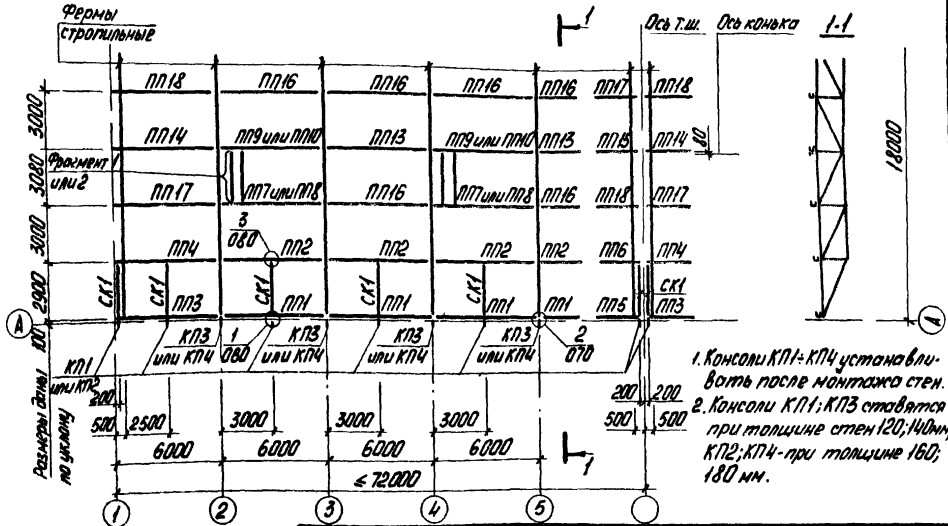 Фермы
стропильные
1
Ось т.ш.
Ось конька
1-1
ПП18
ПП16
ПП16
ПП16
ПП16
ПП17
ПП18
3000
ПП14
ПП9 или ПП10
ПП13
ПП9 или ПП10
ПП13
ПП15
ПП14
80
18000
Фрагмент 1
или 2
3080
ПП17
ПП7 или ПП8
ПП16
ПП7 или ПП8
ПП16
ПП18
ПП17
3000
3
080
ПП4
ПП2
ПП2
ПП2
ПП2
ПП6
ПП4
2900
СК1
СК1
СК1
СК1
СК1
ПП3
ПП1
ПП1
ПП1
ПП1
ПП5
ПП3
А
А
100
КП1
или КП2
КП3
или КП4
1
080
КП3
или КП4
КП3
или КП4
КП3
или КП4
2
070
1. Консоли КП1÷КП4 устанавли-
вать после монтажа стен.
2. Консоли КП1; КП3 ставятся
при толщине стен 120; 140мм,
КП2; КП4-при толщине 160;
180 мм.
Размеры даны
по уклону
200
200
200
500
2500
3000
3000
3000
500
500
6000
6000
6000
6000
1
≤ 72000
1
2
3
4
5